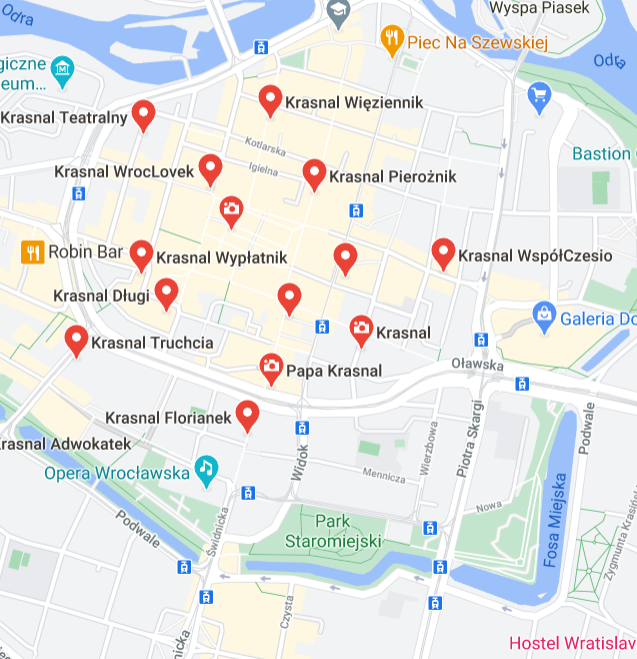 Wyspa Piasek
Odra
Piec Na Szewskiej
Odra
giczne
eum...
Krasnal Więziennik
Krasnal Teatralny
Kotlarska
Bastion
Igielna
Krasnal WrocLovek
Krasnal Pierożnik
Robin Bar
Krasnal Wypłatnik
Krasnal WspółCzesio
Krasnal Długi
Galeria Do
Krasnal
Krasnal Truchcia
Oławska
Papa Krasnal
Krasnal Florianek
Podwale
Piotra Skargi
Wierzbowa
Krasnal Adwokatek
Widok
Opera Wrocławska
Mennicza
Fosa Miejska
Nowa
Podwale
Świdnicka
Park
Staromiejski
Zygmunta Krasiń
Czysta
nicka
Hostel Wratislav